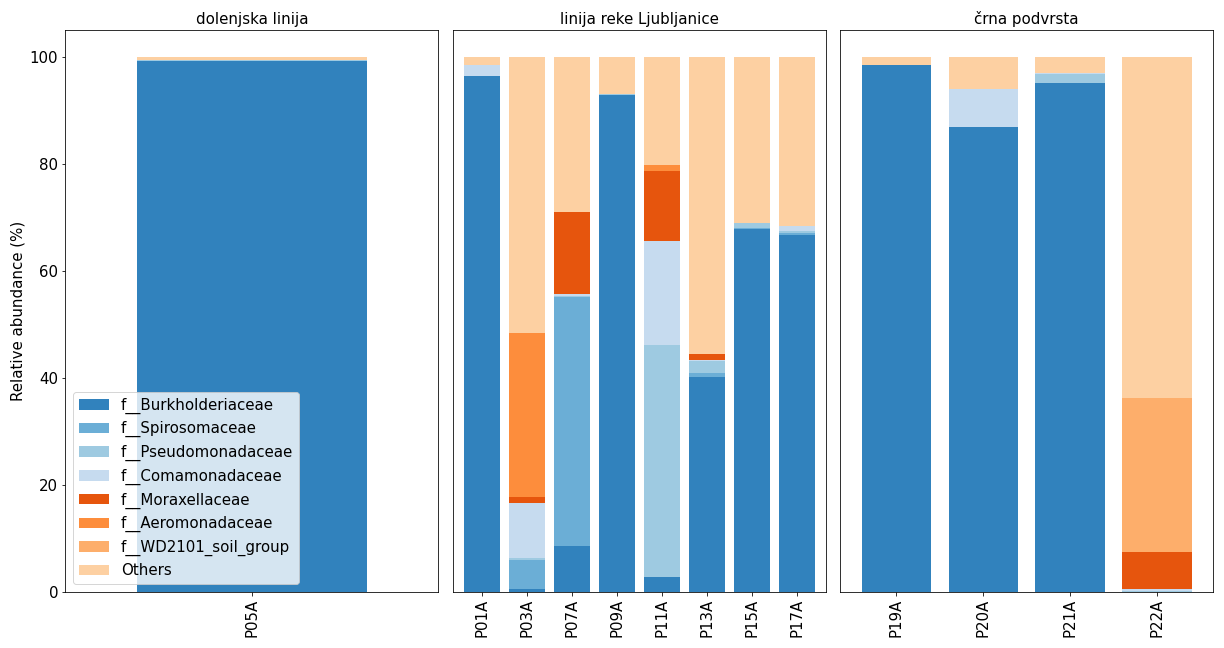 dolenjska linija
linija reke Ljubljanice
črna podvrsta
Relative abundance (%)
100
80
60
40
20
0
f__Burkholderiaceae
f__Spirosomaceae
f__Pseudomonadaceae
f__Comamonadaceae
f__Moraxellaceae
f__Aeromonadaceae
f__WD2101_soil_group
Others
P05A
P01A
P03A
P07A
P09A
P11A
P13A
P15A
P17A
P19A
P20A
P21A
P22A